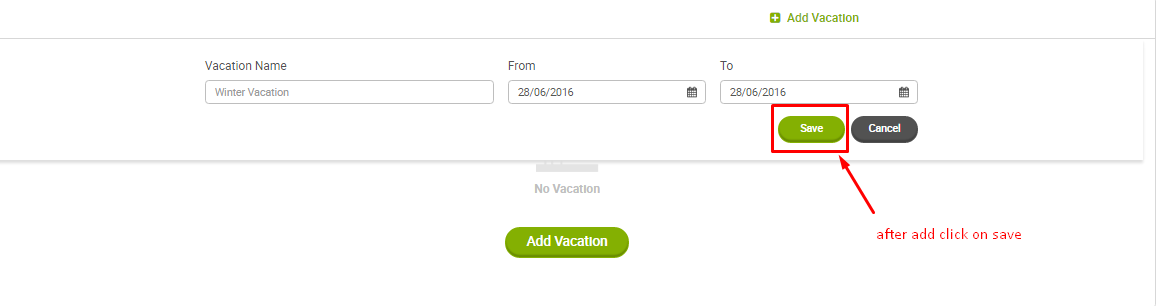 Add Vacation
Vacation Name From To
Winter Vacation 28/06/2016 28/06/2016
Save Cancel
No Vacation
Add Vacation
after add click on save